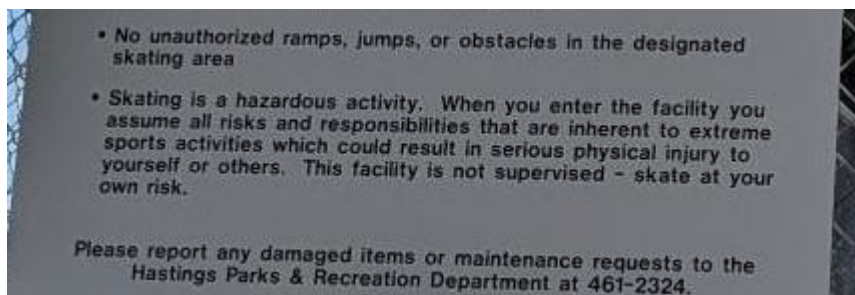 • No unauthorized ramps, jumps, or obstacles in the designated
skating area
• Skating is a hazardous activity. When you enter the facility you
assume all risks and responsibilities that are inherent to extreme
sports activities which could result in serious physical injury to
yourself or others. This facility is not supervised - skate at your
own risk.
Please report any damaged items or maintenance requests to the
Hastings Parks & Recreation Department at 461-2324.